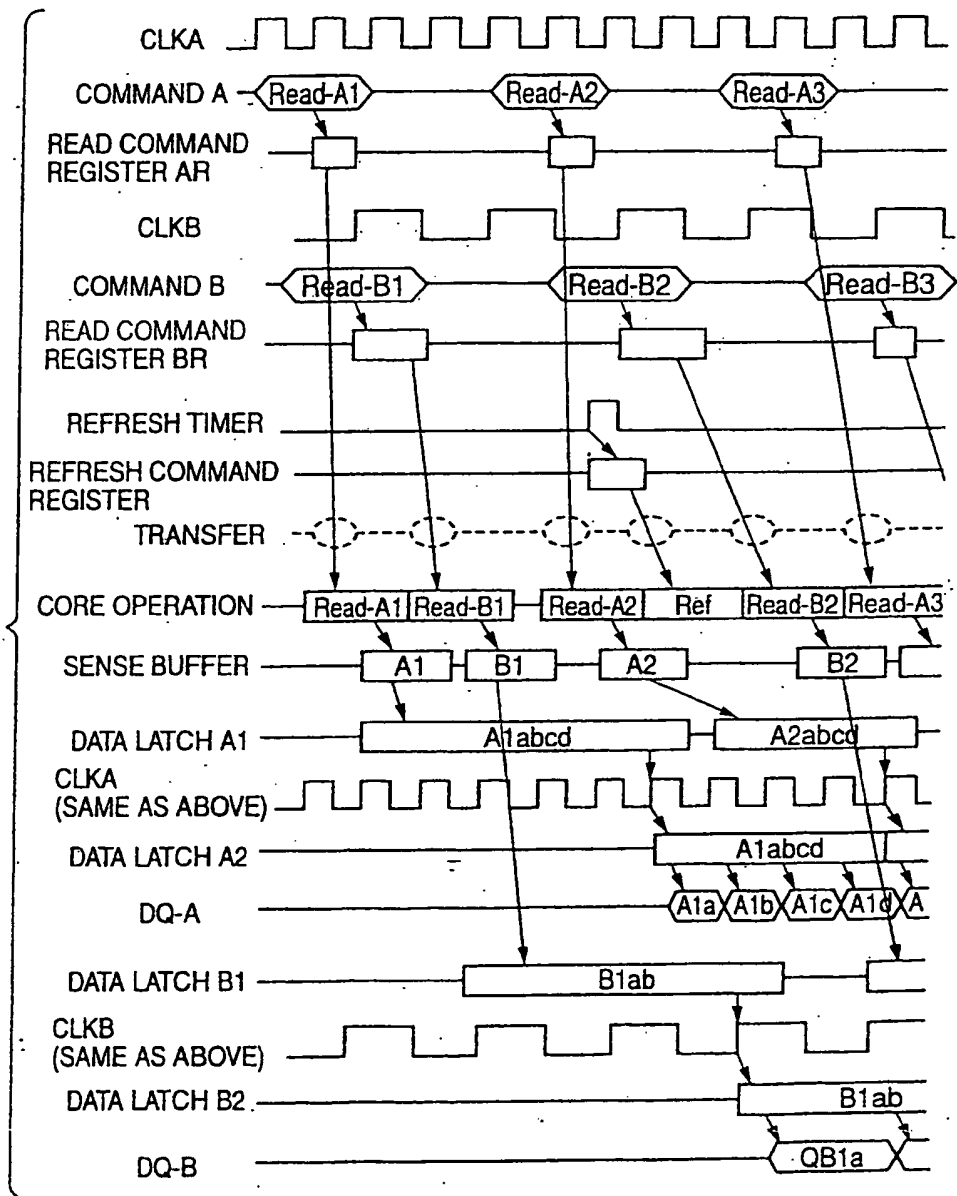 CLKA
COMMAND A
Read-A1
Read-A2
Read-A3
READ COMMAND
REGISTER AR
CLKB
COMMAND B
Read-B1
Read-B2
Read-B3
READ COMMAND
REGISTER BR
REFRESH TIMER
REFRESH COMMAND
REGISTER
TRANSFER
CORE OPERATION
Read-A1
Read-B1
Read-A2
Ref
Read-B2
Read-A3
SENSE BUFFER
A1
B1
A2
B2
DATA LATCH A1
A1abcd
A2abcd
CLKA
(SAME AS ABOVE)
DATA LATCH A2
A1abcd
DQ-A
A1a
A1b
A1c
A1d
A
DATA LATCH B1
B1ab
CLKB
(SAME AS ABOVE)
DATA LATCH B2
B1ab
DQ-B
QB1a